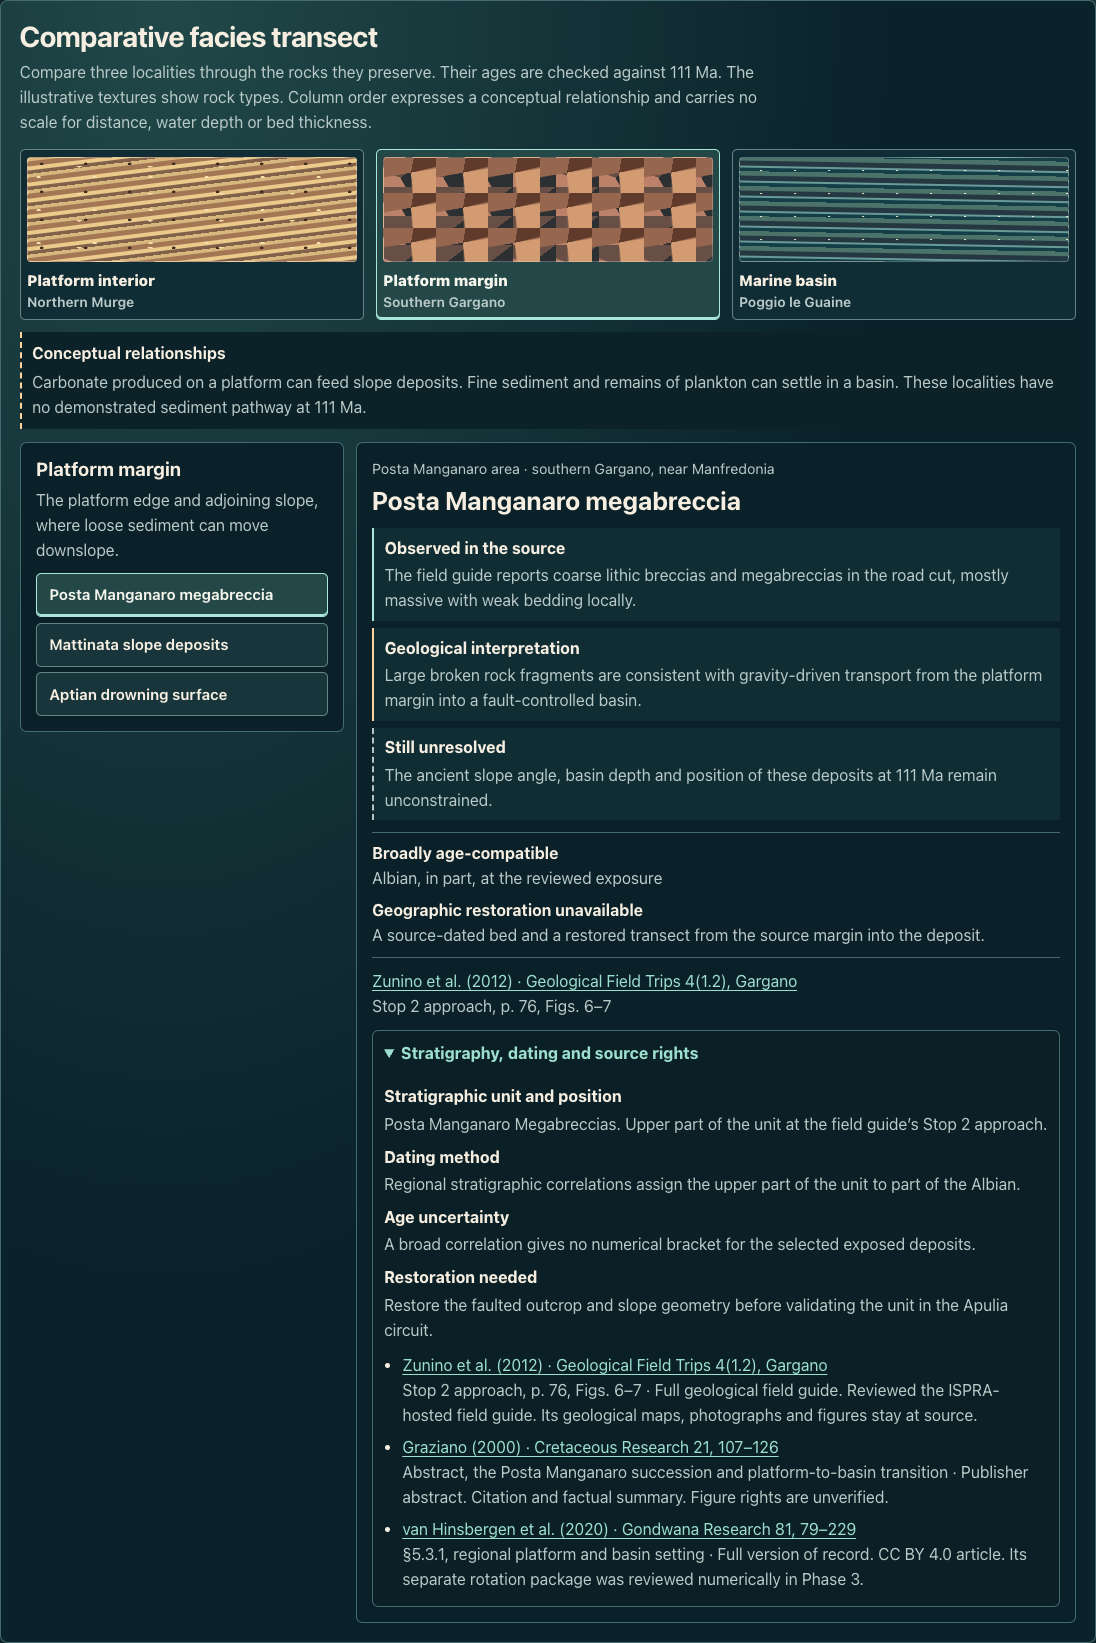 Comparative facies transect
Compare three localities through the rocks they preserve. Their ages are checked against 111 Ma. The
illustrative textures show rock types. Column order expresses a conceptual relationship and carries no
scale for distance, water depth or bed thickness.
Platform interior
Northern Murge
Platform margin
Southern Gargano
Marine basin
Poggio le Guaine
Conceptual relationships
Carbonate produced on a platform can feed slope deposits. Fine sediment and remains of plankton can settle in a basin. These localities have
no demonstrated sediment pathway at 111 Ma.
Platform margin
The platform edge and adjoining slope,
where loose sediment can move
downslope.
Posta Manganaro megabreccia
Mattinata slope deposits
Aptian drowning surface
Posta Manganaro area · southern Gargano, near Manfredonia
Posta Manganaro megabreccia
Observed in the source
The field guide reports coarse lithic breccias and megabreccias in the road cut, mostly
massive with weak bedding locally.
Geological interpretation
Large broken rock fragments are consistent with gravity-driven transport from the platform
margin into a fault-controlled basin.
Still unresolved
The ancient slope angle, basin depth and position of these deposits at 111 Ma remain
unconstrained.
Broadly age-compatible
Albian, in part, at the reviewed exposure
Geographic restoration unavailable
A source-dated bed and a restored transect from the source margin into the deposit.
Zunino et al. (2012) · Geological Field Trips 4(1.2), Gargano
Stop 2 approach, p. 76, Figs. 6–7
▼ Stratigraphy, dating and source rights
Stratigraphic unit and position
Posta Manganaro Megabreccias. Upper part of the unit at the field guide’s Stop 2 approach.
Dating method
Regional stratigraphic correlations assign the upper part of the unit to part of the Albian.
Age uncertainty
A broad correlation gives no numerical bracket for the selected exposed deposits.
Restoration needed
Restore the faulted outcrop and slope geometry before validating the unit in the Apulia
circuit.
• Zunino et al. (2012) · Geological Field Trips 4(1.2), Gargano
Stop 2 approach, p. 76, Figs. 6–7 · Full geological field guide. Reviewed the ISPRA-
hosted field guide. Its geological maps, photographs and figures stay at source.
• Graziano (2000) · Cretaceous Research 21, 107–126
Abstract, the Posta Manganaro succession and platform-to-basin transition · Publisher
abstract. Citation and factual summary. Figure rights are unverified.
• van Hinsbergen et al. (2020) · Gondwana Research 81, 79–229
§5.3.1, regional platform and basin setting · Full version of record. CC BY 4.0 article. Its
separate rotation package was reviewed numerically in Phase 3.